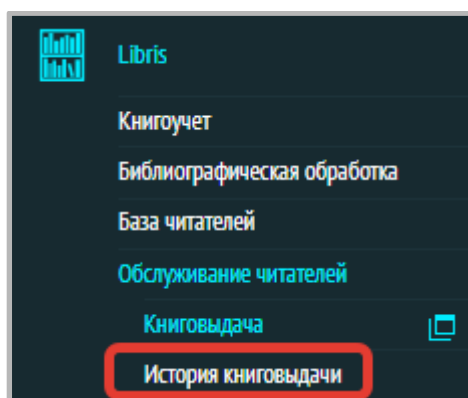 Libris
Книгоучет
Библиографическая обработка
База читателей
Обслуживание читателей
Книговыдача
История книговыдачи